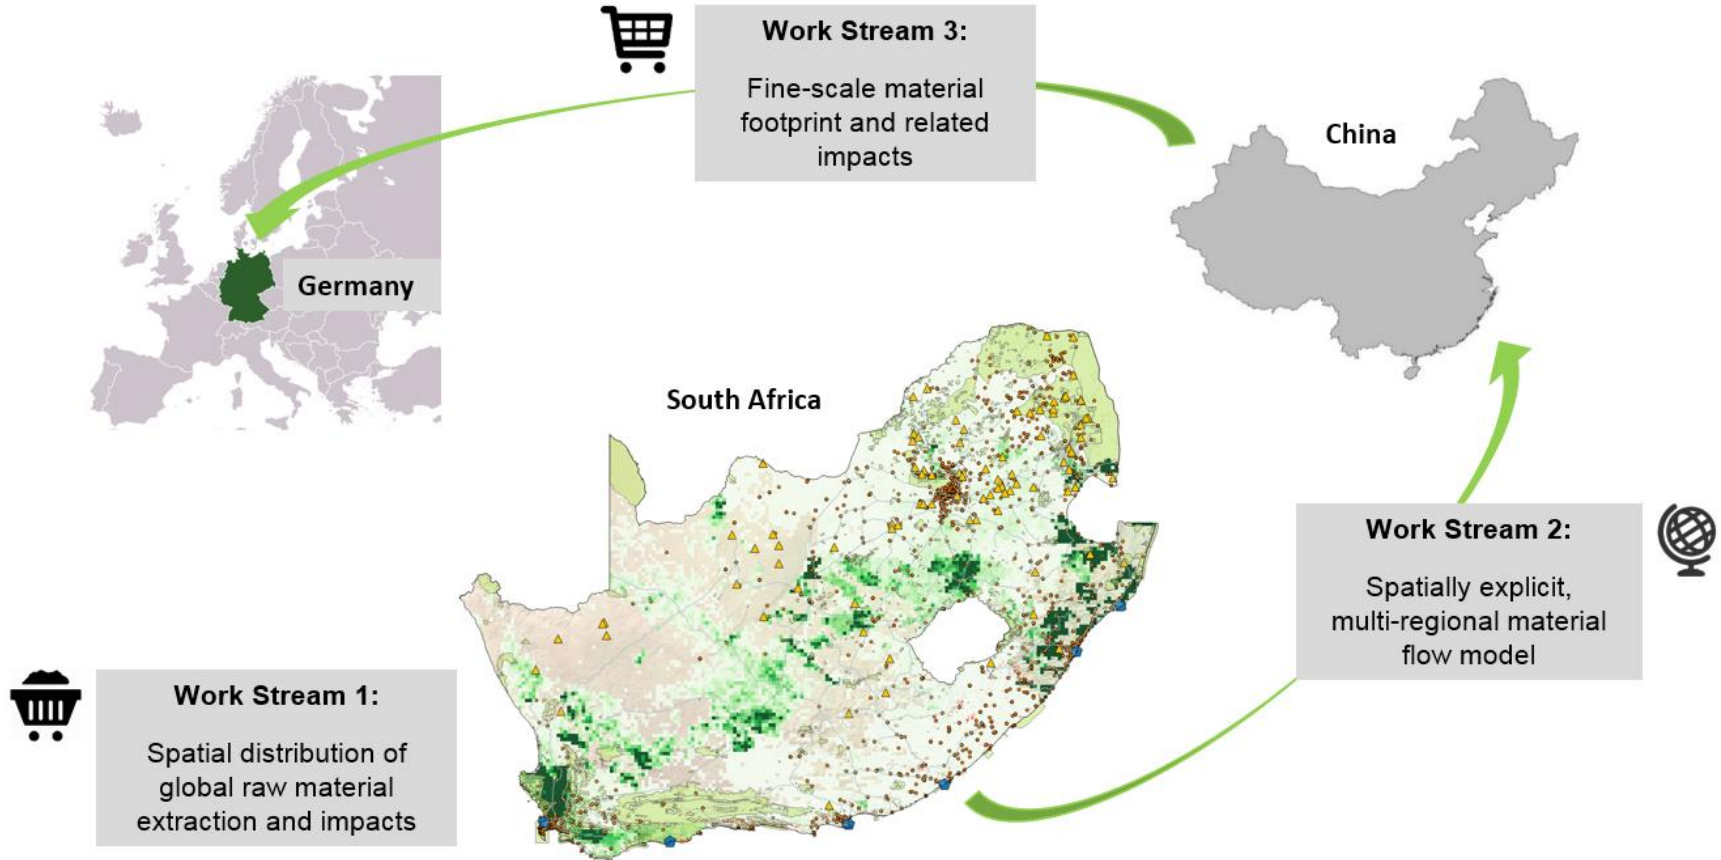 Work Stream 3:
Fine-scale material
footprint and related
impacts
China
Germany
South Africa
Work Stream 2:
Spatially explicit,
multi-regional material
flow model
Work Stream 1:
Spatial distribution of
global raw material
extraction and impacts